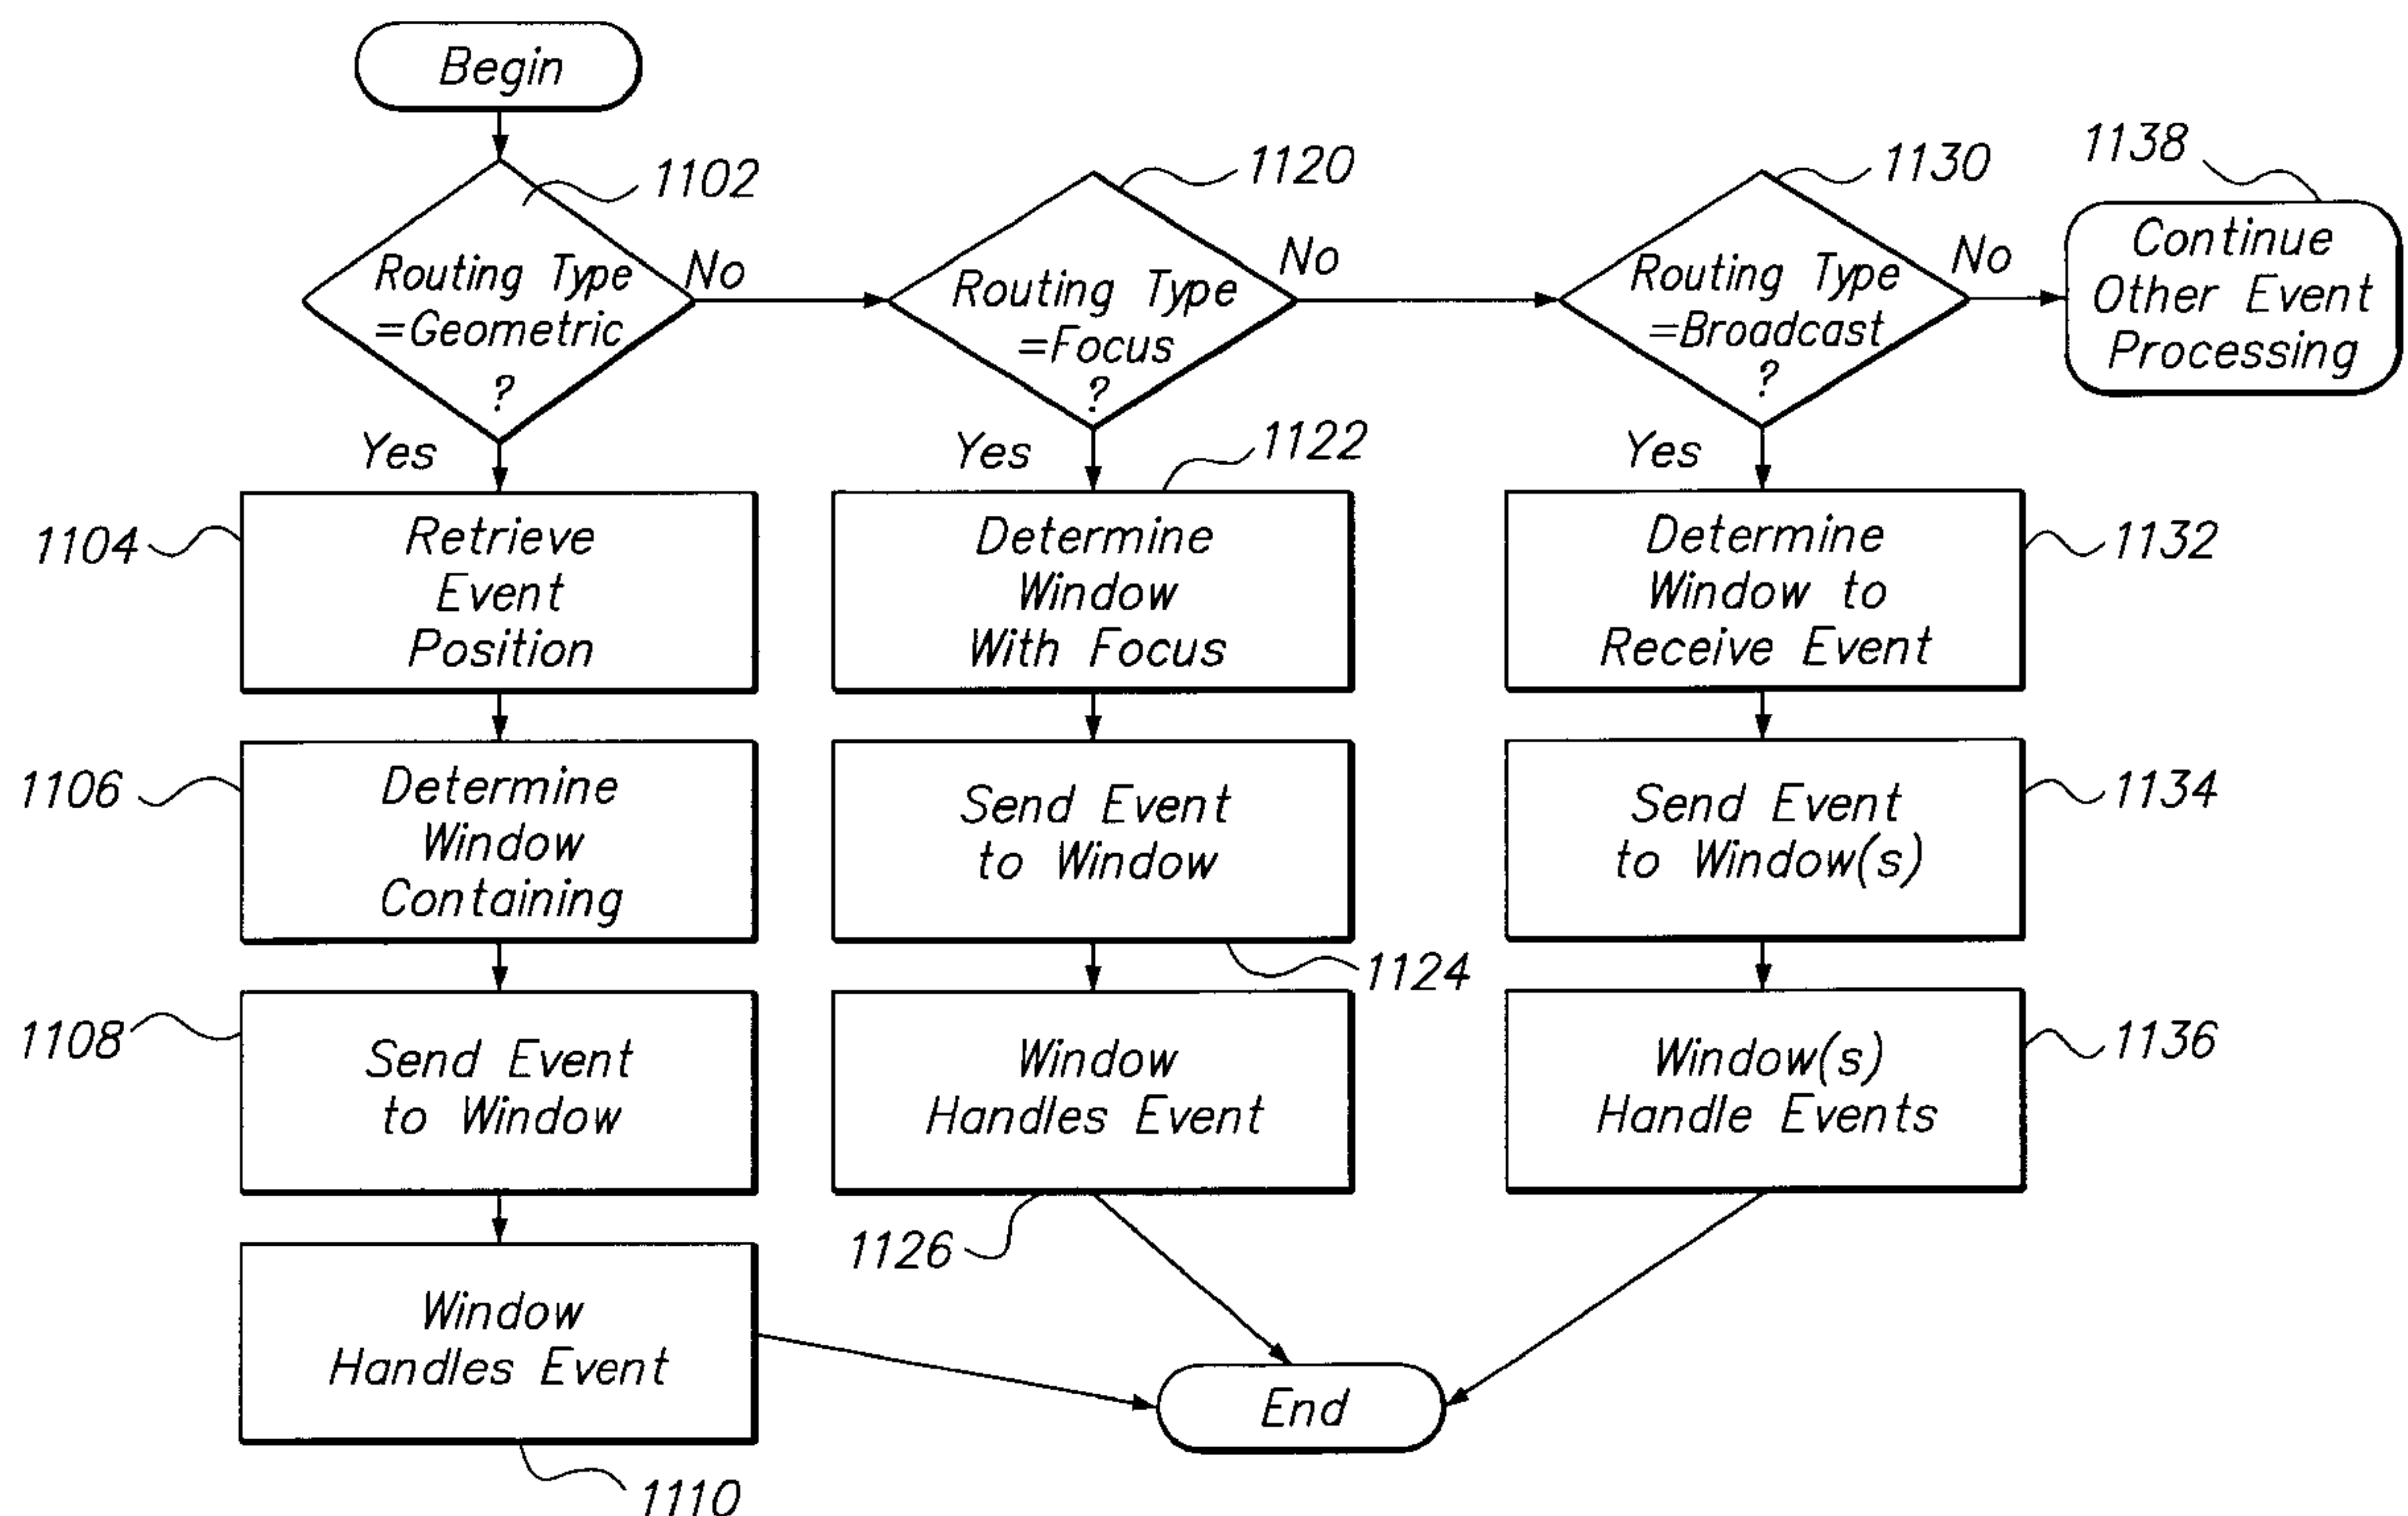 Begin
1102
Routing Type
=Geometric
?
No
Yes
1120
Routing Type
=Focus
?
No
Yes
1130
Routing Type
=Broadcast
?
No
Yes
1138
Continue
Other Event
Processing
1104
Retrieve
Event
Position
1106
Determine
Window
Containing
1108
Send Event
to Window
Window
Handles Event
1110
1122
Determine
Window
With Focus
Send Event
to Window
1124
Window
Handles Event
1126
Determine
Window to
Receive Event
1132
Send Event
to Window(s)
1134
Window(s)
Handle Events
1136
End